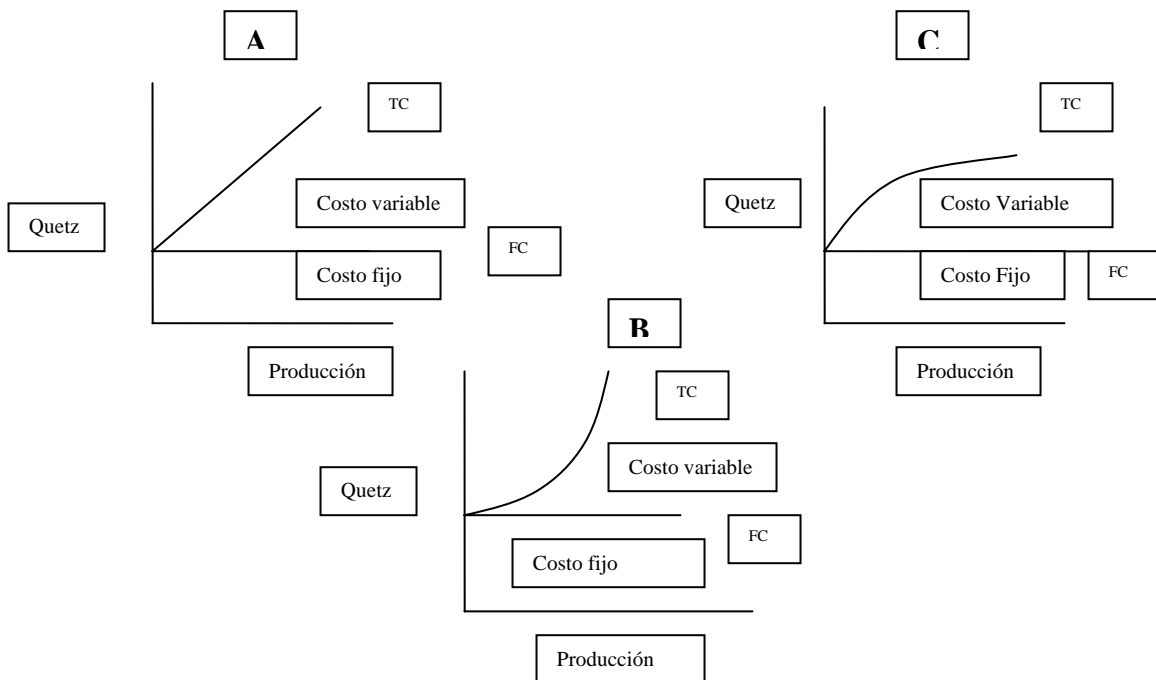 A
TC
Costo variable
Quetz
FC
Costo fijo
Producción
C
TC
Quetz
Costo Variable
Costo Fijo
FC
Producción
B
TC
Costo variable
Quetz
FC
Costo fijo
Producción